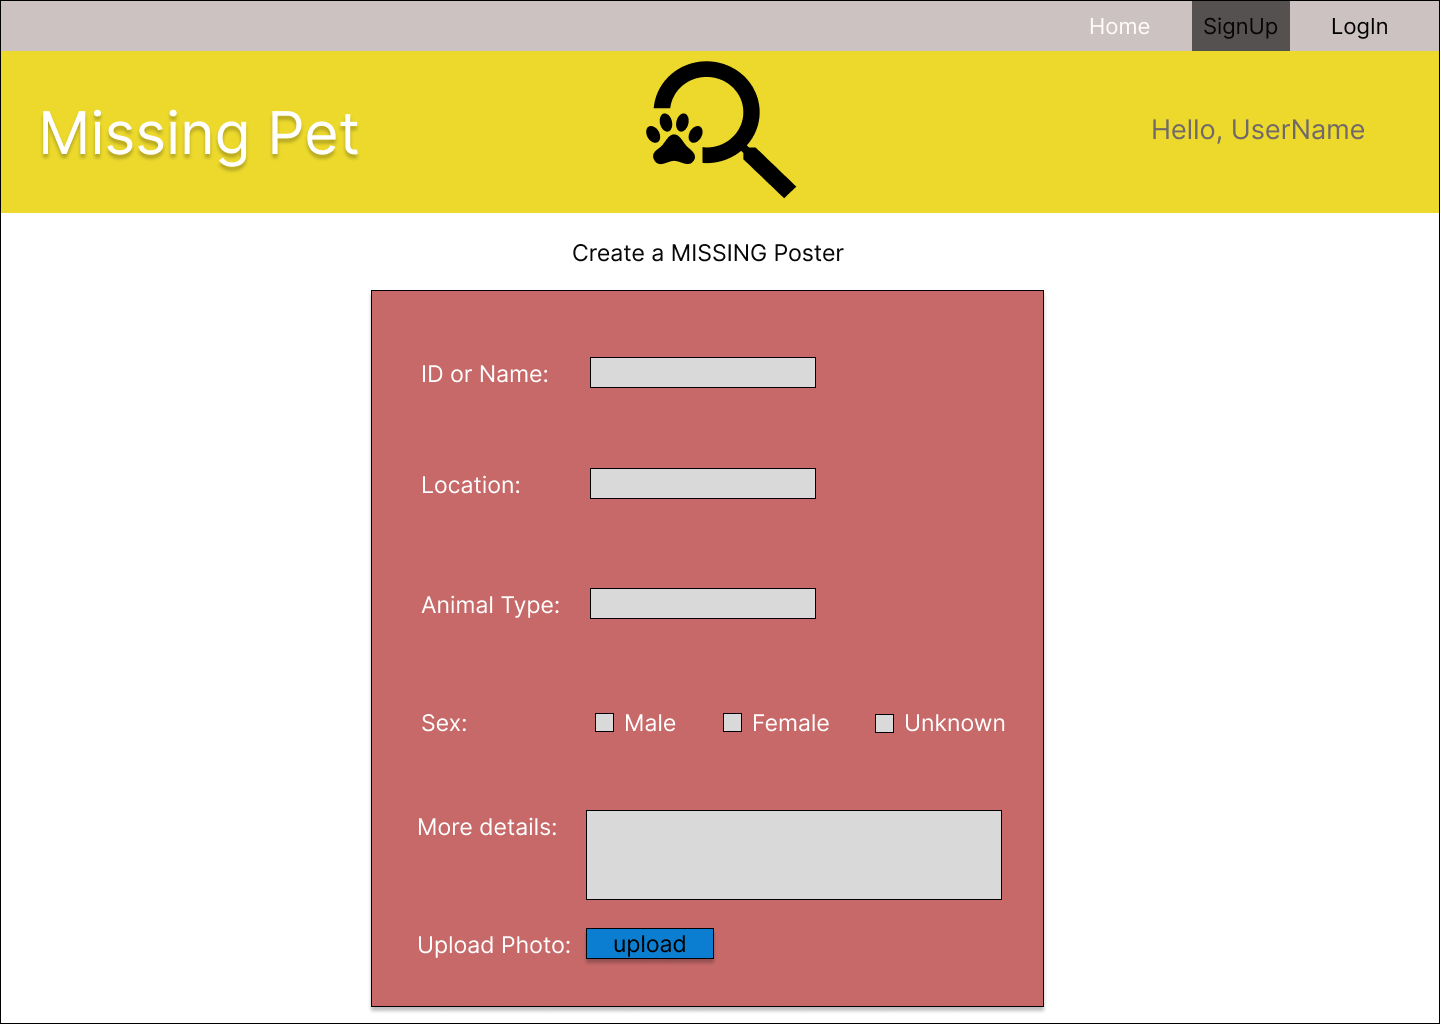 Home SignUp LogIn
Missing Pet
Hello, UserName
Create a MISSING Poster
ID or Name:
Location:
Animal Type:
Sex: Male Female Unknown
More details:
Upload Photo: upload